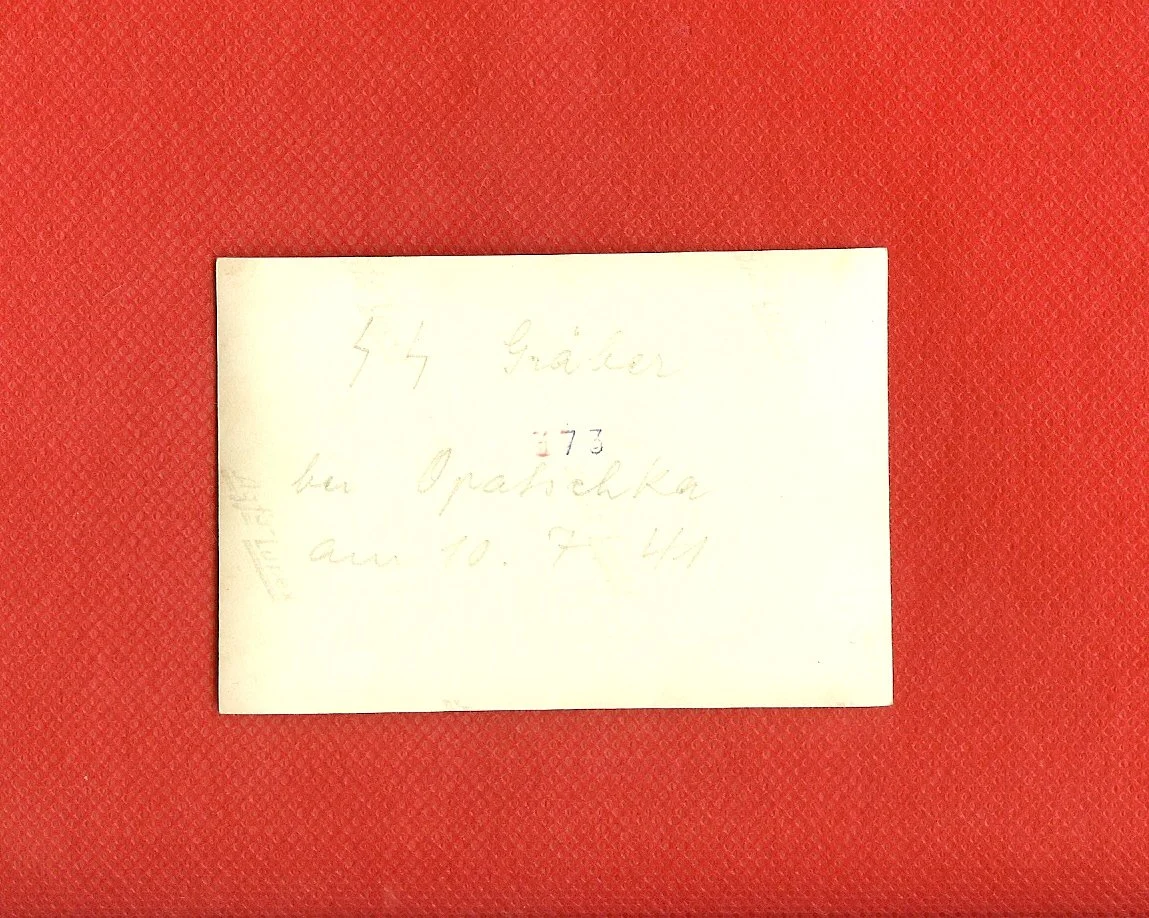 ϟϟ Gräber
373
bei Opatschka
am 10. 7. 41